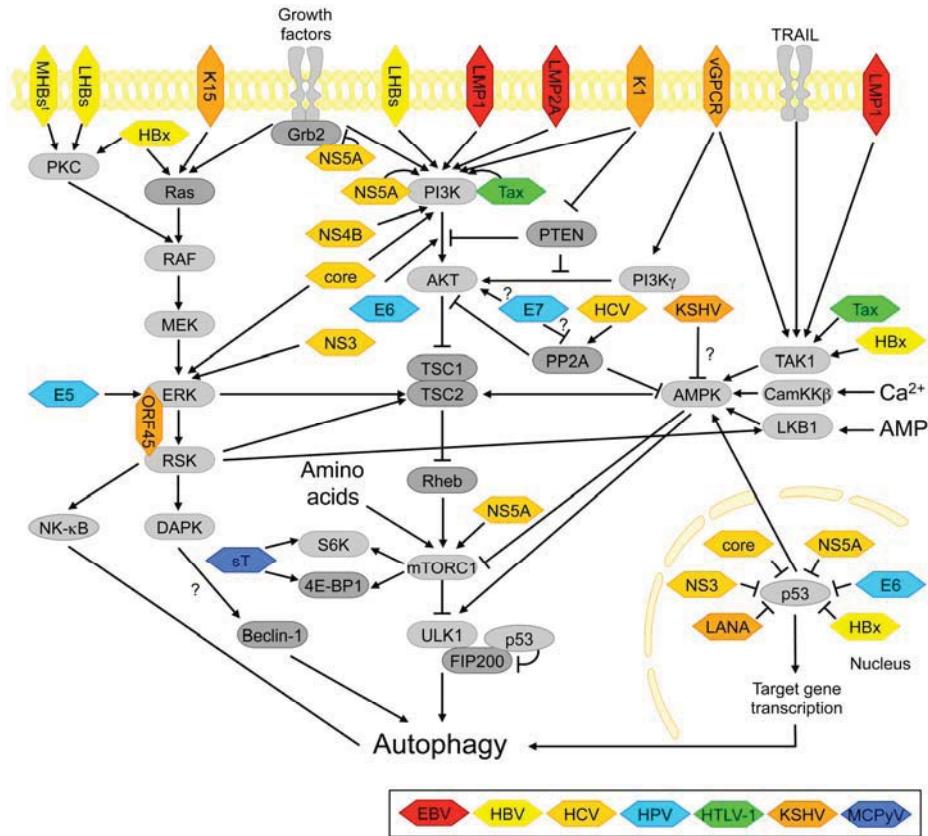 Growth
factors
TRAIL
MHBsᵗ
LHBs
K15
LHBs
LMP1
LMP2A
K1
vGPCR
LMP1
HBx
Grb2
NS5A
PKC
Ras
NS5A
PI3K
Tax
NS4B
PTEN
RAF
core
AKT
PI3Kγ
?
E6
E7
HCV
KSHV
Tax
MEK
?
?
NS3
PP2A
TAK1
HBx
TSC1
E5
ERK
TSC2
AMPK
CamKKβ
Ca2+
ORF45
LKB1
AMP
RSK
Amino
acids
Rheb
NK-κB
DAPK
NS5A
core
NS5A
S6K
sT
mTORC1
NS3
p53
E6
4E-BP1
?
LANA
HBx
Beclin-1
ULK1
p53
FIP200
Nucleus
Target gene
transcription
Autophagy
EBV HBV HCV HPV HTLV-1 KSHV MCPyV